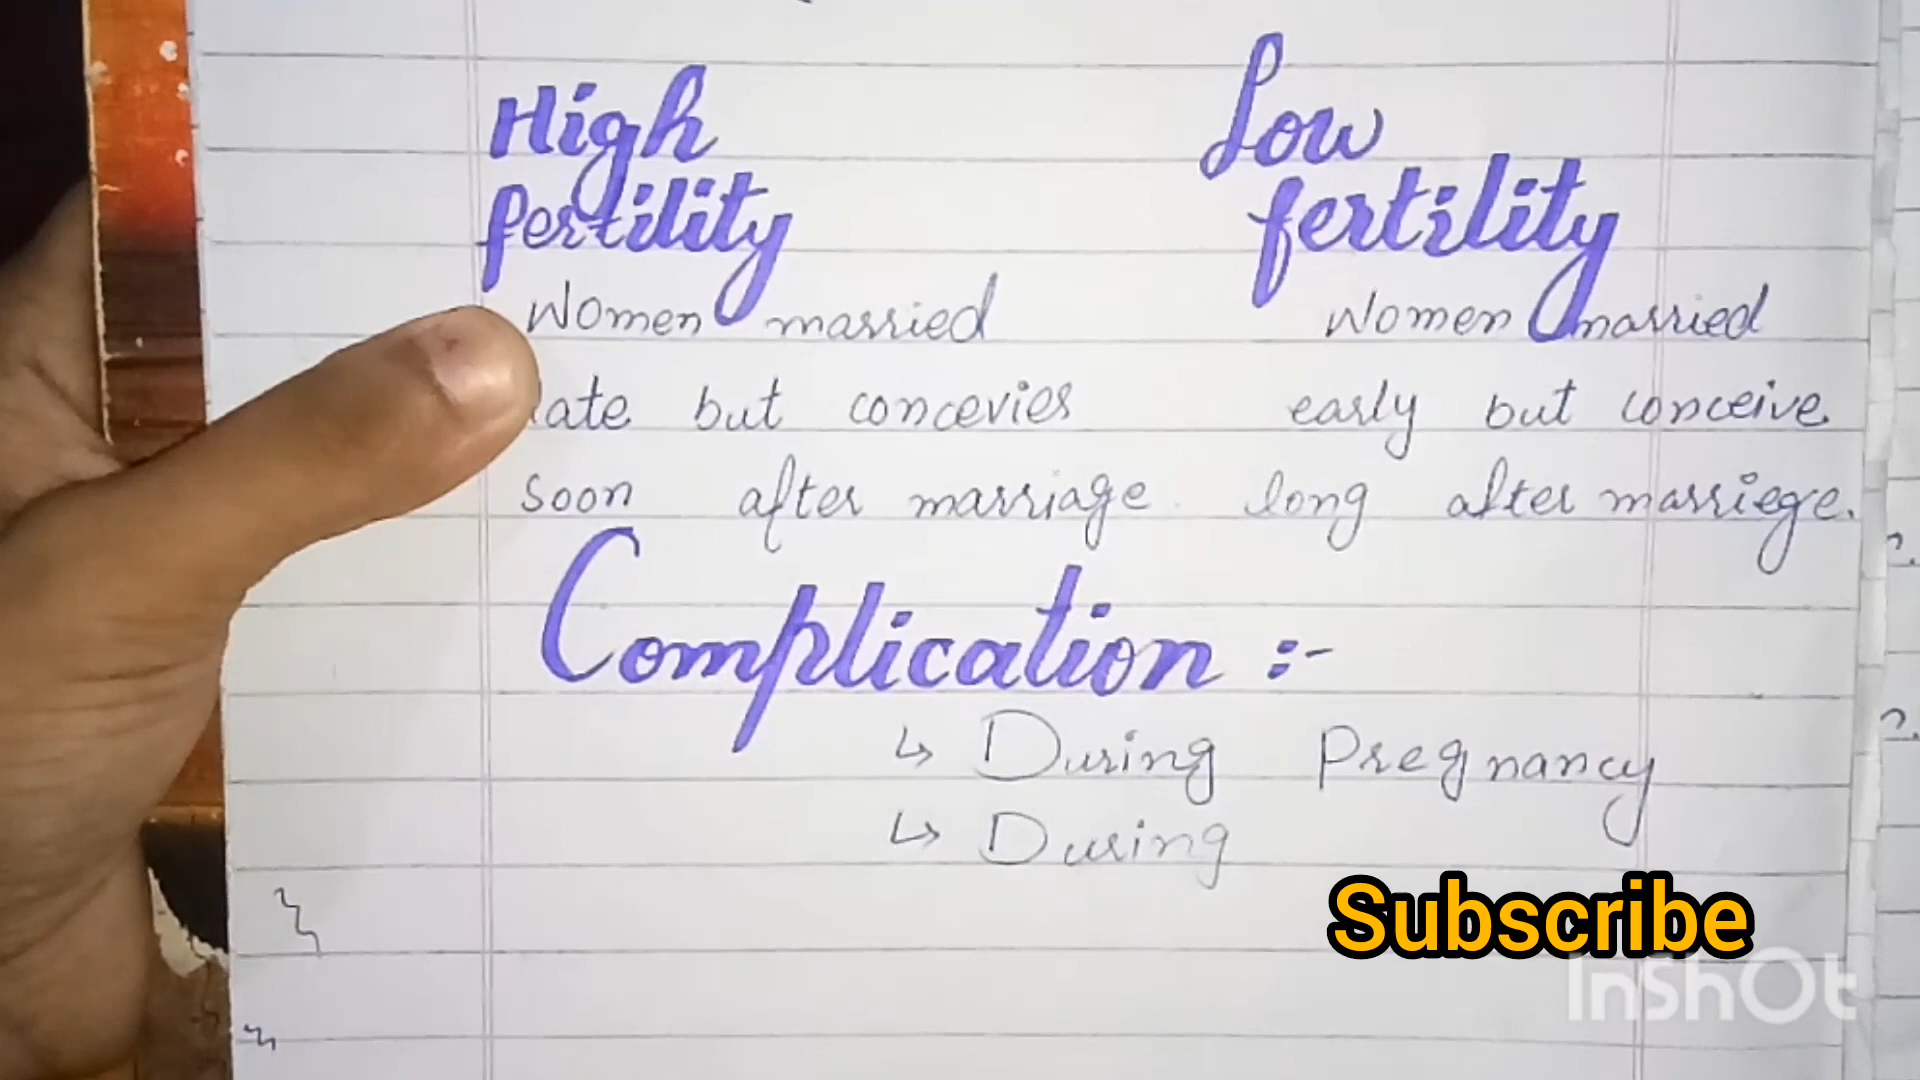 High
fertility
Women married
late but concevies
soon after marriage.
Low
fertility
Women married
early but conceive
long after marriege.
Complication :-
↳ During Pregnancy
↳ During
Subscribe
InShOt